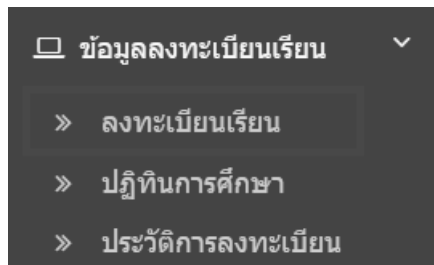 ข้อมูลลงทะเบียนเรียน
ลงทะเบียนเรียน
ปฏิทินการศึกษา
ประวัติการลงทะเบียน